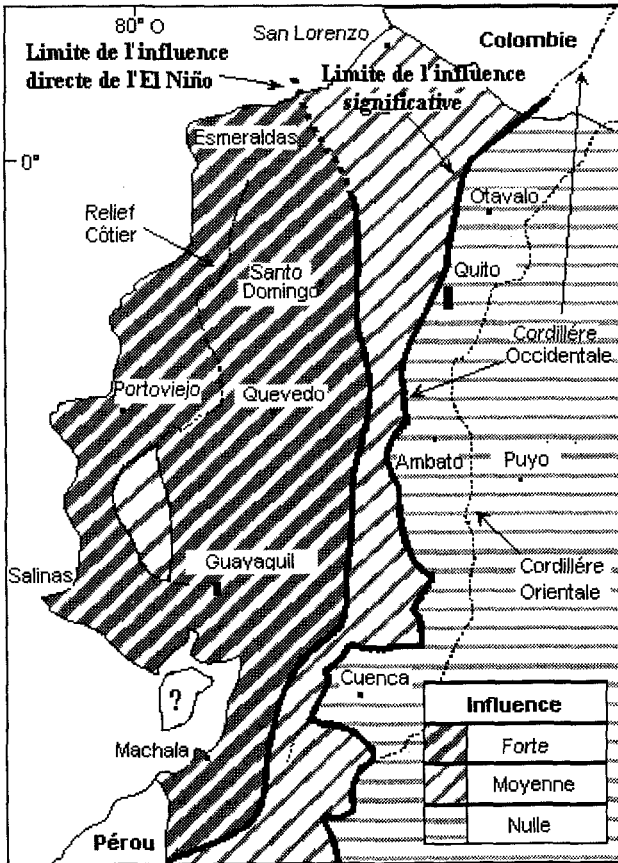 80° O
San Lorenzo
Colombie
Limite de l'influence
directe de l'El Niño
Limite de l'influence
significative
Esmeraldas
0°
Otavalo
Relief
Côtier
Santo
Domingo
Quito
Cordillére
Occidentale
Portoviejo
Quevedo
Ambato
Puyo
Guayaquil
Salinas
Cordillére
Orientale
Cuenca
?
Machala
Pérou
Influence
Forte
Moyenne
Nulle